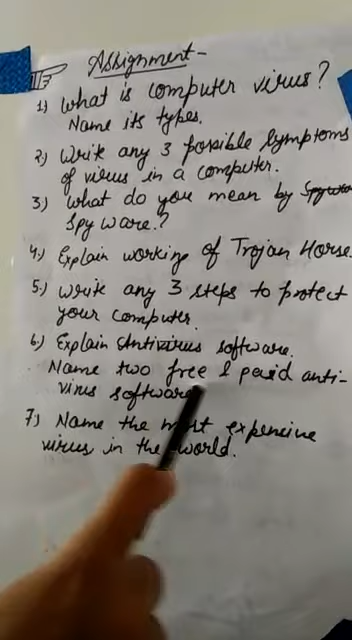 Assignment-
1) What is computer virus?
Name its types.
2.) Write any 3 possible symptoms
of virus in a computer.
3.) What do you mean by
Spy ware.?
4.) Explain working of Trojan Horse.
5.) Write any 3 steps to protect
your computer.
6.) Explain Antivirus software.
Name two free & paid anti-
virus software
7.) Name the most expencive
virus in the world.